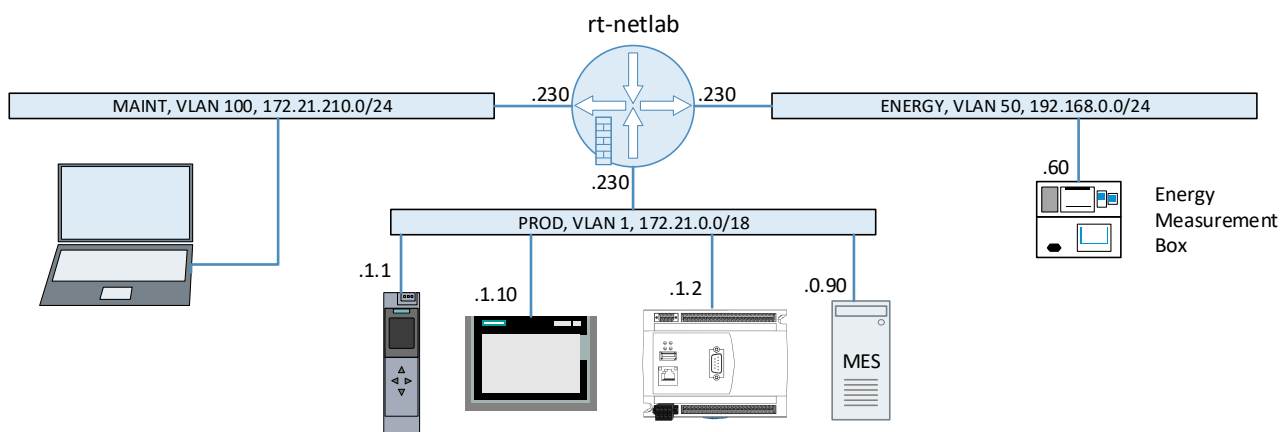 rt-netlab
.230
.230
MAINT, VLAN 100, 172.21.210.0/24
ENERGY, VLAN 50, 192.168.0.0/24
.230
.60
Energy
Measurement
Box
PROD, VLAN 1, 172.21.0.0/18
.1.1
.1.10
.1.2
.0.90
MES